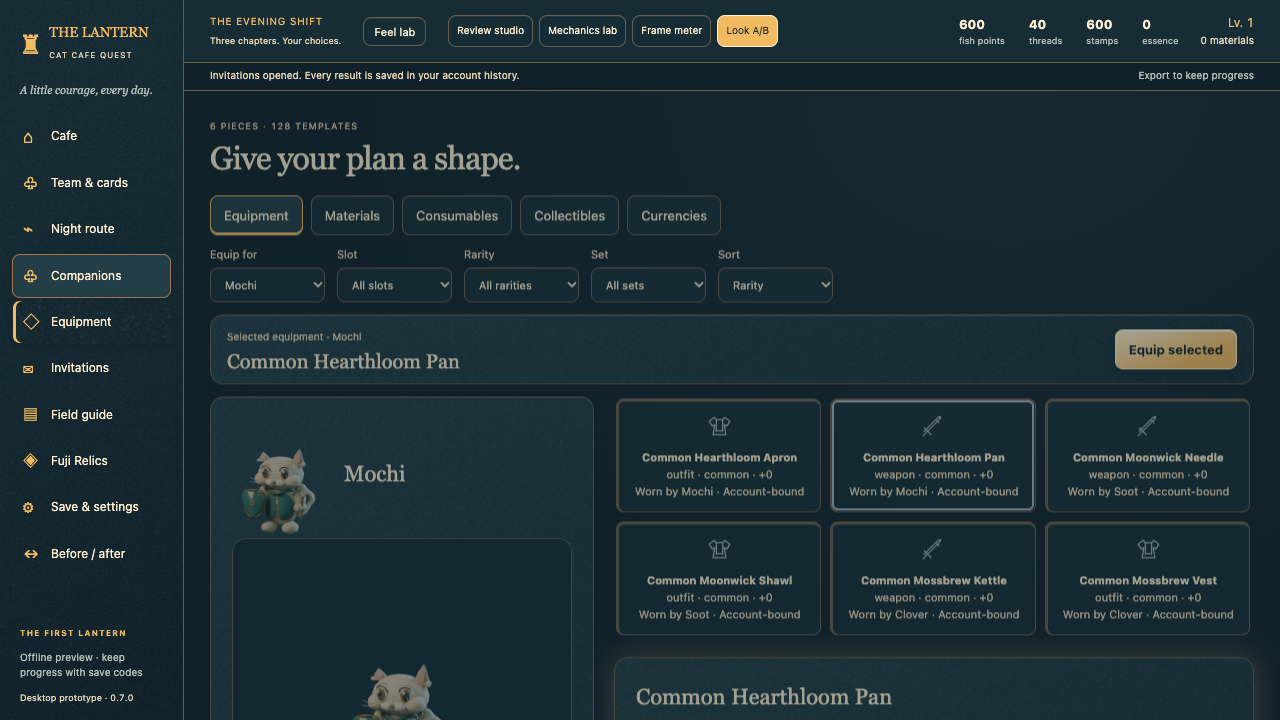 THE LANTERN
CAT CAFE QUEST
A little courage, every day.
Cafe
Team & cards
Night route
Companions
Equipment
Invitations
Field guide
Fuji Relics
Save & settings
Before / after
THE FIRST LANTERN
Offline preview · keep
progress with save codes
Desktop prototype · 0.7.0
THE EVENING SHIFT
Three chapters. Your choices.
Feel lab
Review studio
Mechanics lab
Frame meter
Look A/B
600
fish points
40
threads
600
stamps
0
essence
Lv. 1
0 materials
Invitations opened. Every result is saved in your account history.
Export to keep progress
6 PIECES · 128 TEMPLATES
Give your plan a shape.
Equipment
Materials
Consumables
Collectibles
Currencies
Equip for
Mochi
Slot
All slots
Rarity
All rarities
Set
All sets
Sort
Rarity
Selected equipment · Mochi
Common Hearthloom Pan
Equip selected
Mochi
Common Hearthloom Apron
outfit · common · +0
Worn by Mochi · Account-bound
Common Hearthloom Pan
weapon · common · +0
Worn by Mochi · Account-bound
Common Moonwick Needle
weapon · common · +0
Worn by Soot · Account-bound
Common Moonwick Shawl
outfit · common · +0
Worn by Soot · Account-bound
Common Mossbrew Kettle
weapon · common · +0
Worn by Clover · Account-bound
Common Mossbrew Vest
outfit · common · +0
Worn by Clover · Account-bound
Common Hearthloom Pan